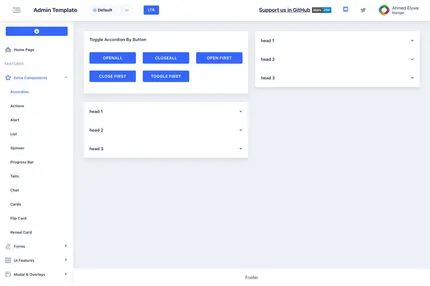 Admin Template
Default
LTR
Support us in GitHub
Ahmed Eluwe
Manger
Home Page
FEATURES
Extra Components
Accordion
Actions
Alert
List
Spinner
Progress Bar
Tabs
Chat
Cards
Flip Card
Reveal Card
Forms
UI Features
Modal & Overlays
Toggle Accordion By Button
OPENALL
CLOSEALL
OPEN FIRST
CLOSE FIRST
TOGGLE FIRST
head 1
head 2
head 3
head 1
head 2
head 3
Footer